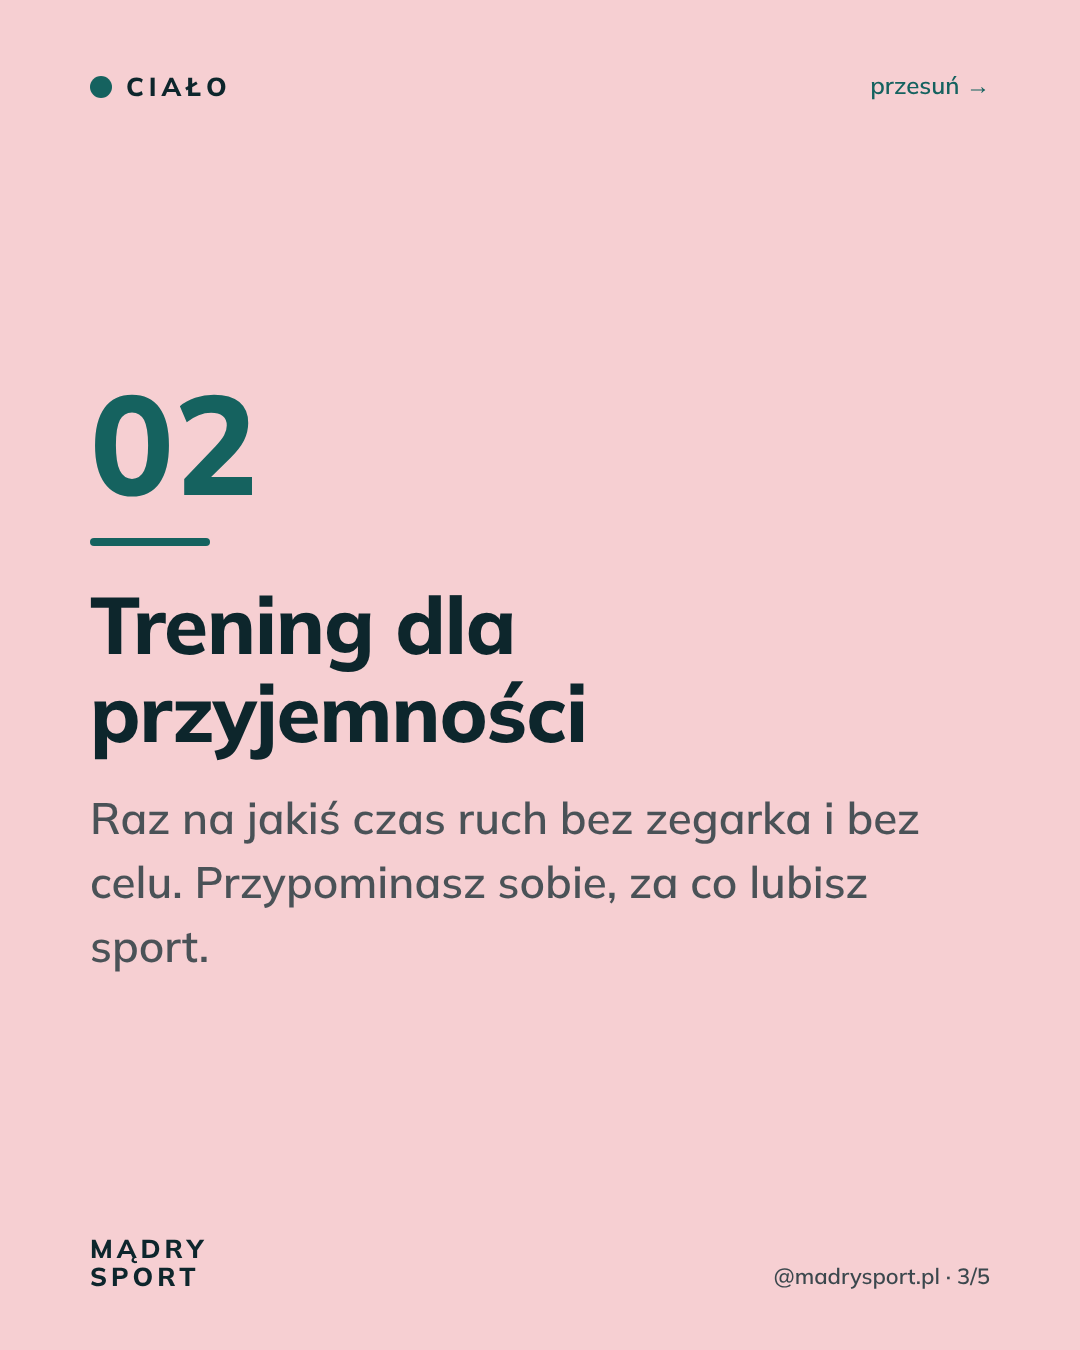 CIAŁO
przesuń →
02
Trening dla
przyjemności
Raz na jakiś czas ruch bez zegarka i bez
celu. Przypominasz sobie, za co lubisz
sport.
MĄDRY
SPORT
@madrysport.pl · 3/5